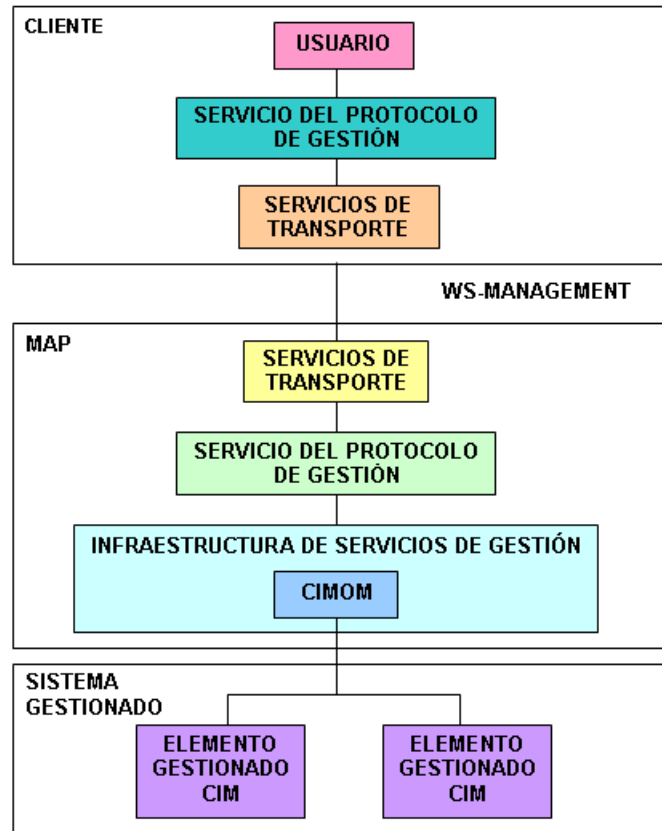 CLIENTE
USUARIO
SERVICIO DEL PROTOCOLO
DE GESTIÓN
SERVICIOS DE
TRANSPORTE
WS-MANAGEMENT
MAP
SERVICIOS DE
TRANSPORTE
SERVICIO DEL PROTOCOLO
DE GESTIÓN
INFRAESTRUCTURA DE SERVICIOS DE GESTIÓN
CIMOM
SISTEMA
GESTIONADO
ELEMENTO
GESTIONADO
CIM
ELEMENTO
GESTIONADO
CIM